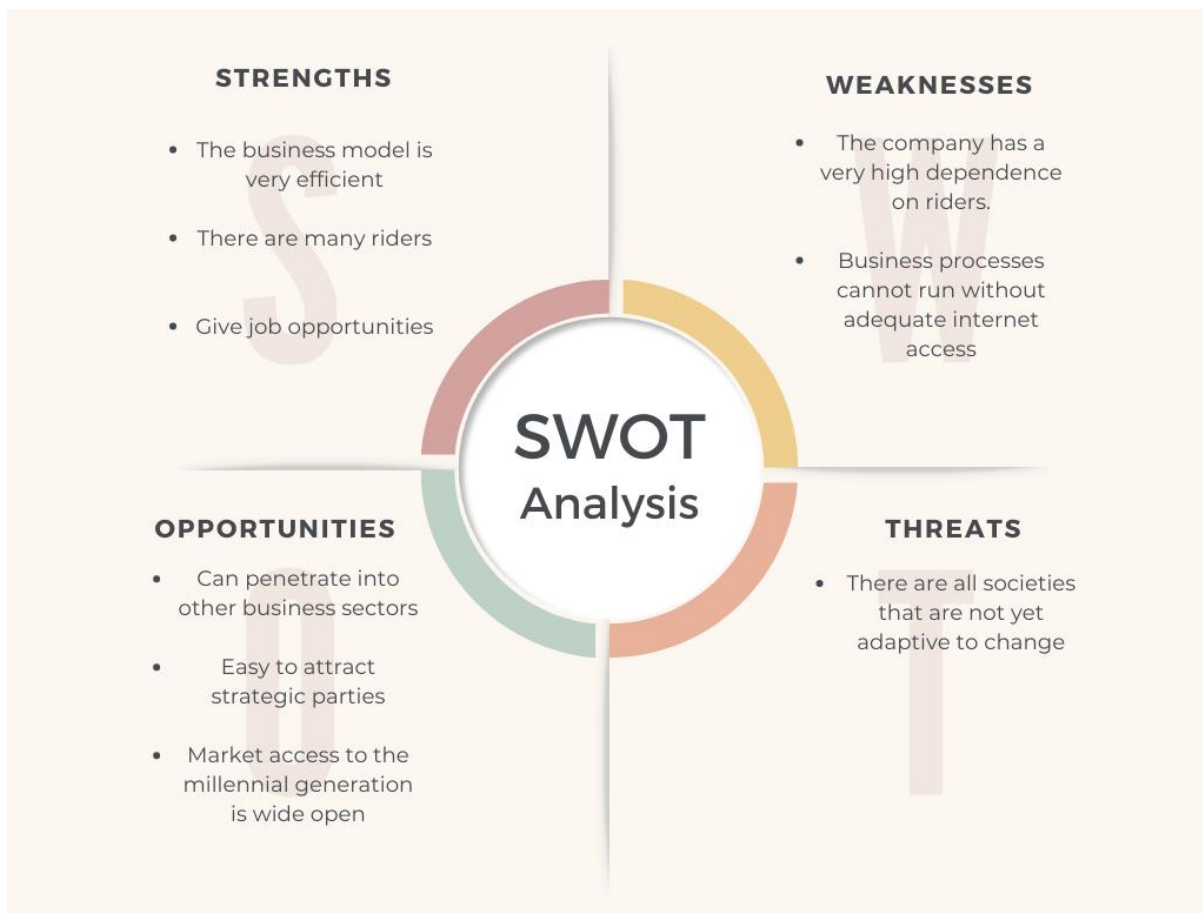 STRENGTHS
• The business model is
very efficient
• There are many riders
• Give job opportunities
S
WEAKNESSES
• The company has a
very high dependence
on riders.
• Business processes
cannot run without
adequate internet
access
W
SWOT
Analysis
OPPORTUNITIES
• Can penetrate into
other business sectors
• Easy to attract
strategic parties
• Market access to the
millennial generation
is wide open
O
THREATS
• There are all societies
that are not yet
adaptive to change
T